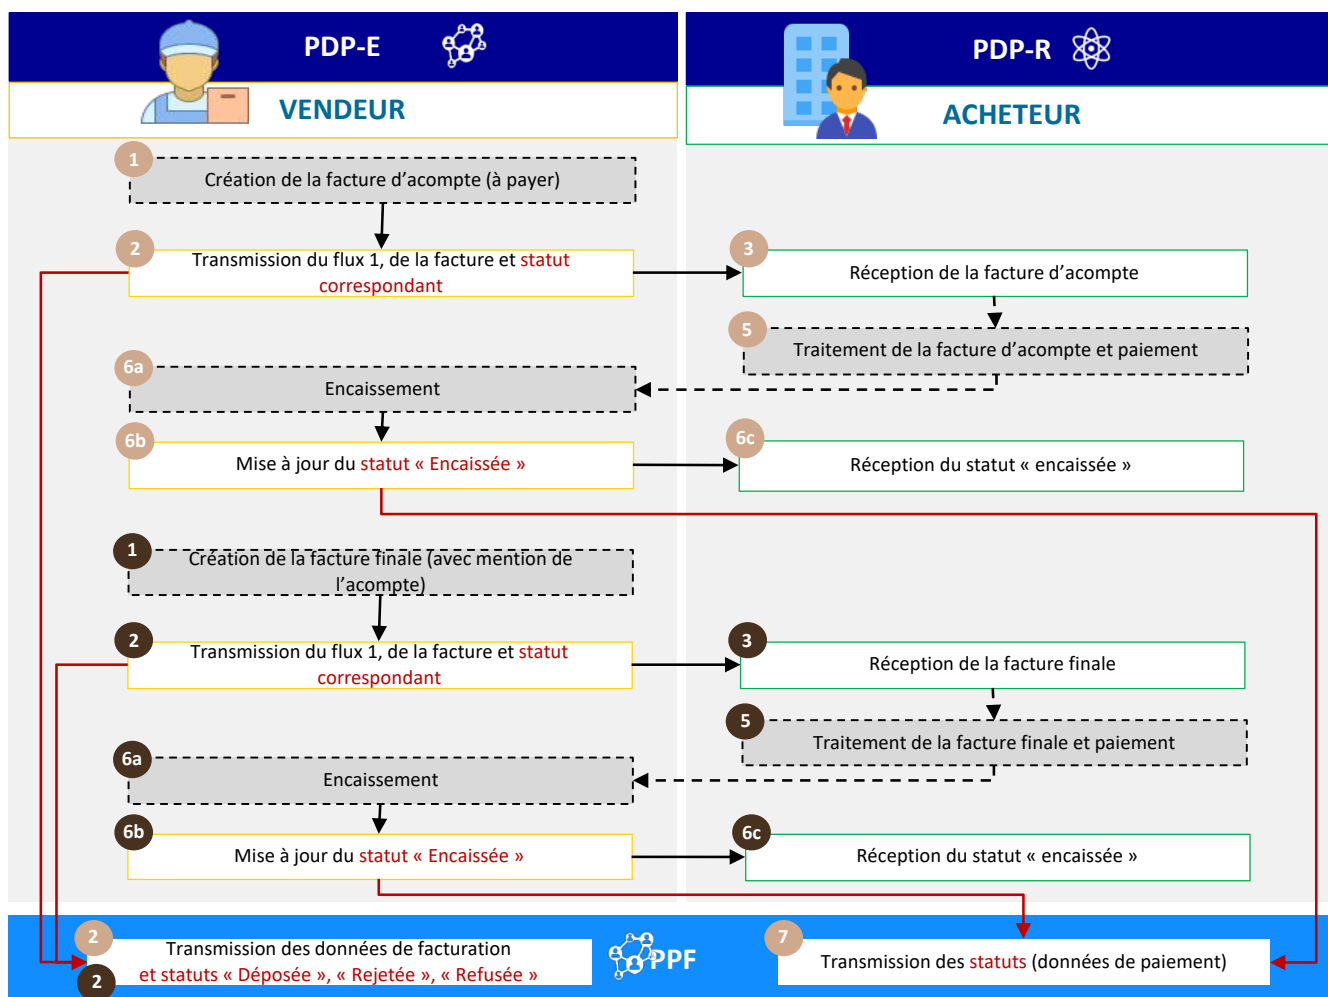 PDP-E
PDP-R
VENDEUR
ACHETEUR
1
Création de la facture d’acompte (à payer)
2
Transmission du flux 1, de la facture et statut
correspondant
3
Réception de la facture d’acompte
5
Traitement de la facture d’acompte et paiement
6a
Encaissement
6b
Mise à jour du statut « Encaissée »
6c
Réception du statut « encaissée »
1
Création de la facture finale (avec mention de
l’acompte)
2
Transmission du flux 1, de la facture et statut
correspondant
3
Réception de la facture finale
5
Traitement de la facture finale et paiement
6a
Encaissement
6b
Mise à jour du statut « Encaissée »
6c
Réception du statut « encaissée »
2
2
Transmission des données de facturation
et statuts « Déposée », « Rejetée », « Refusée »
PPF
7
Transmission des statuts (données de paiement)